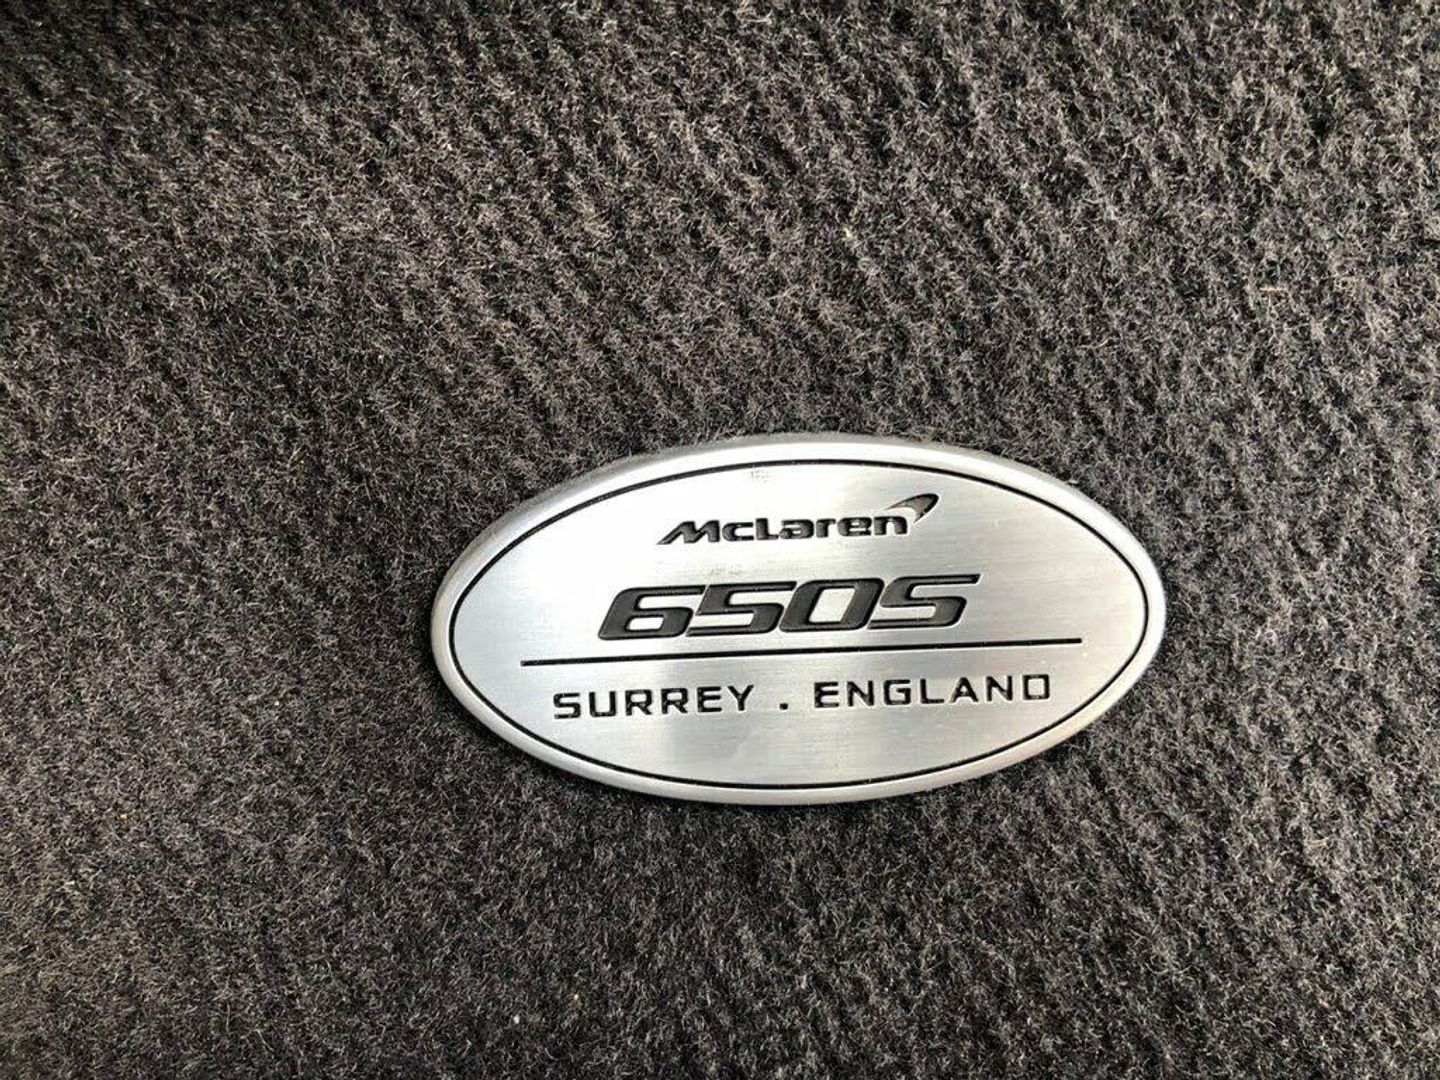 McLaren
650S
SURREY . ENGLAND